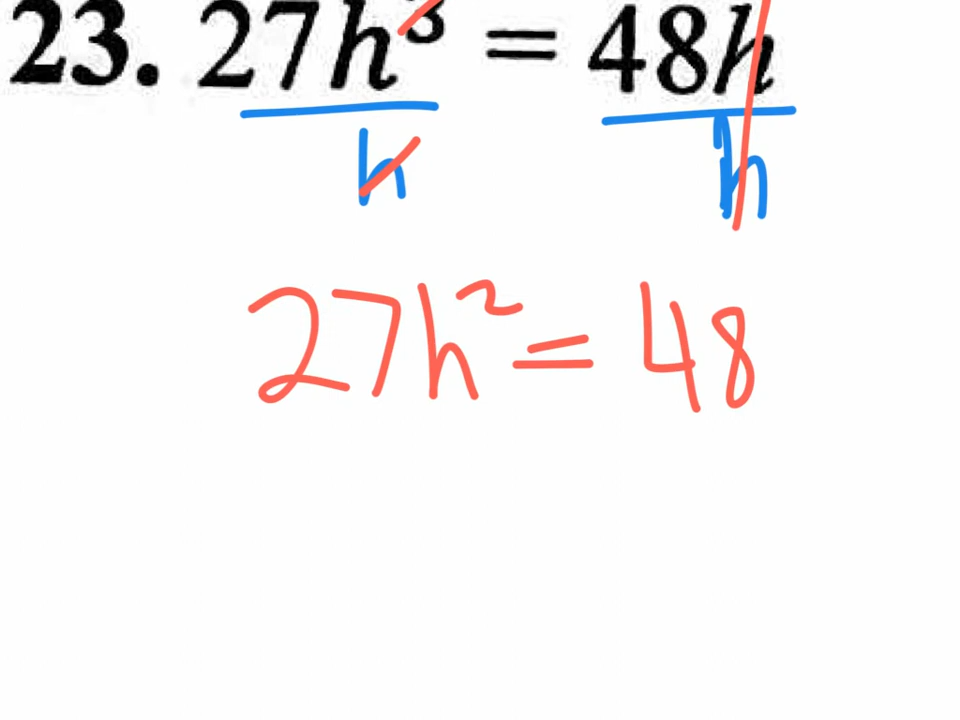 23. 27h³ = 48h
h h
27h² = 48